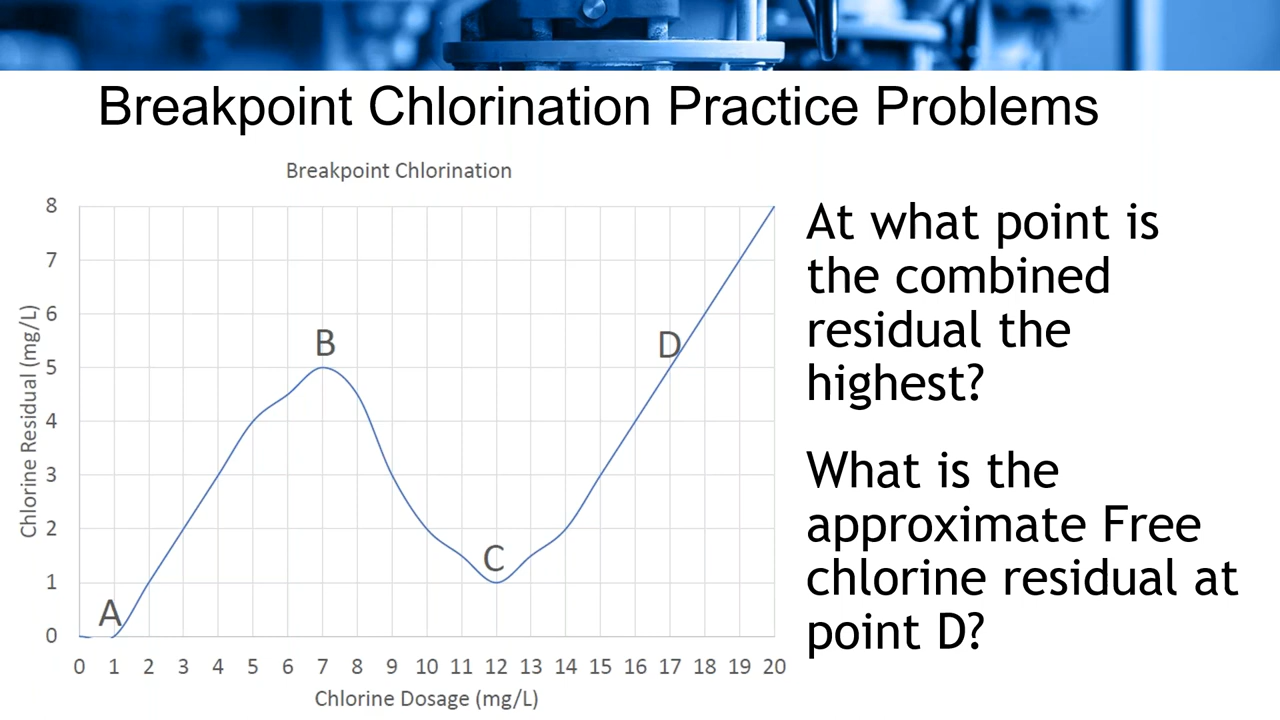 Breakpoint Chlorination Practice Problems
Breakpoint Chlorination
8
7
6
5
4
3
2
1
0
Chlorine Residual (mg/L)
A
B
C
D
0 1 2 3 4 5 6 7 8 9 10 11 12 13 14 15 16 17 18 19 20
Chlorine Dosage (mg/L)
At what point is
the combined
residual the
highest?
What is the
approximate Free
chlorine residual at
point D?